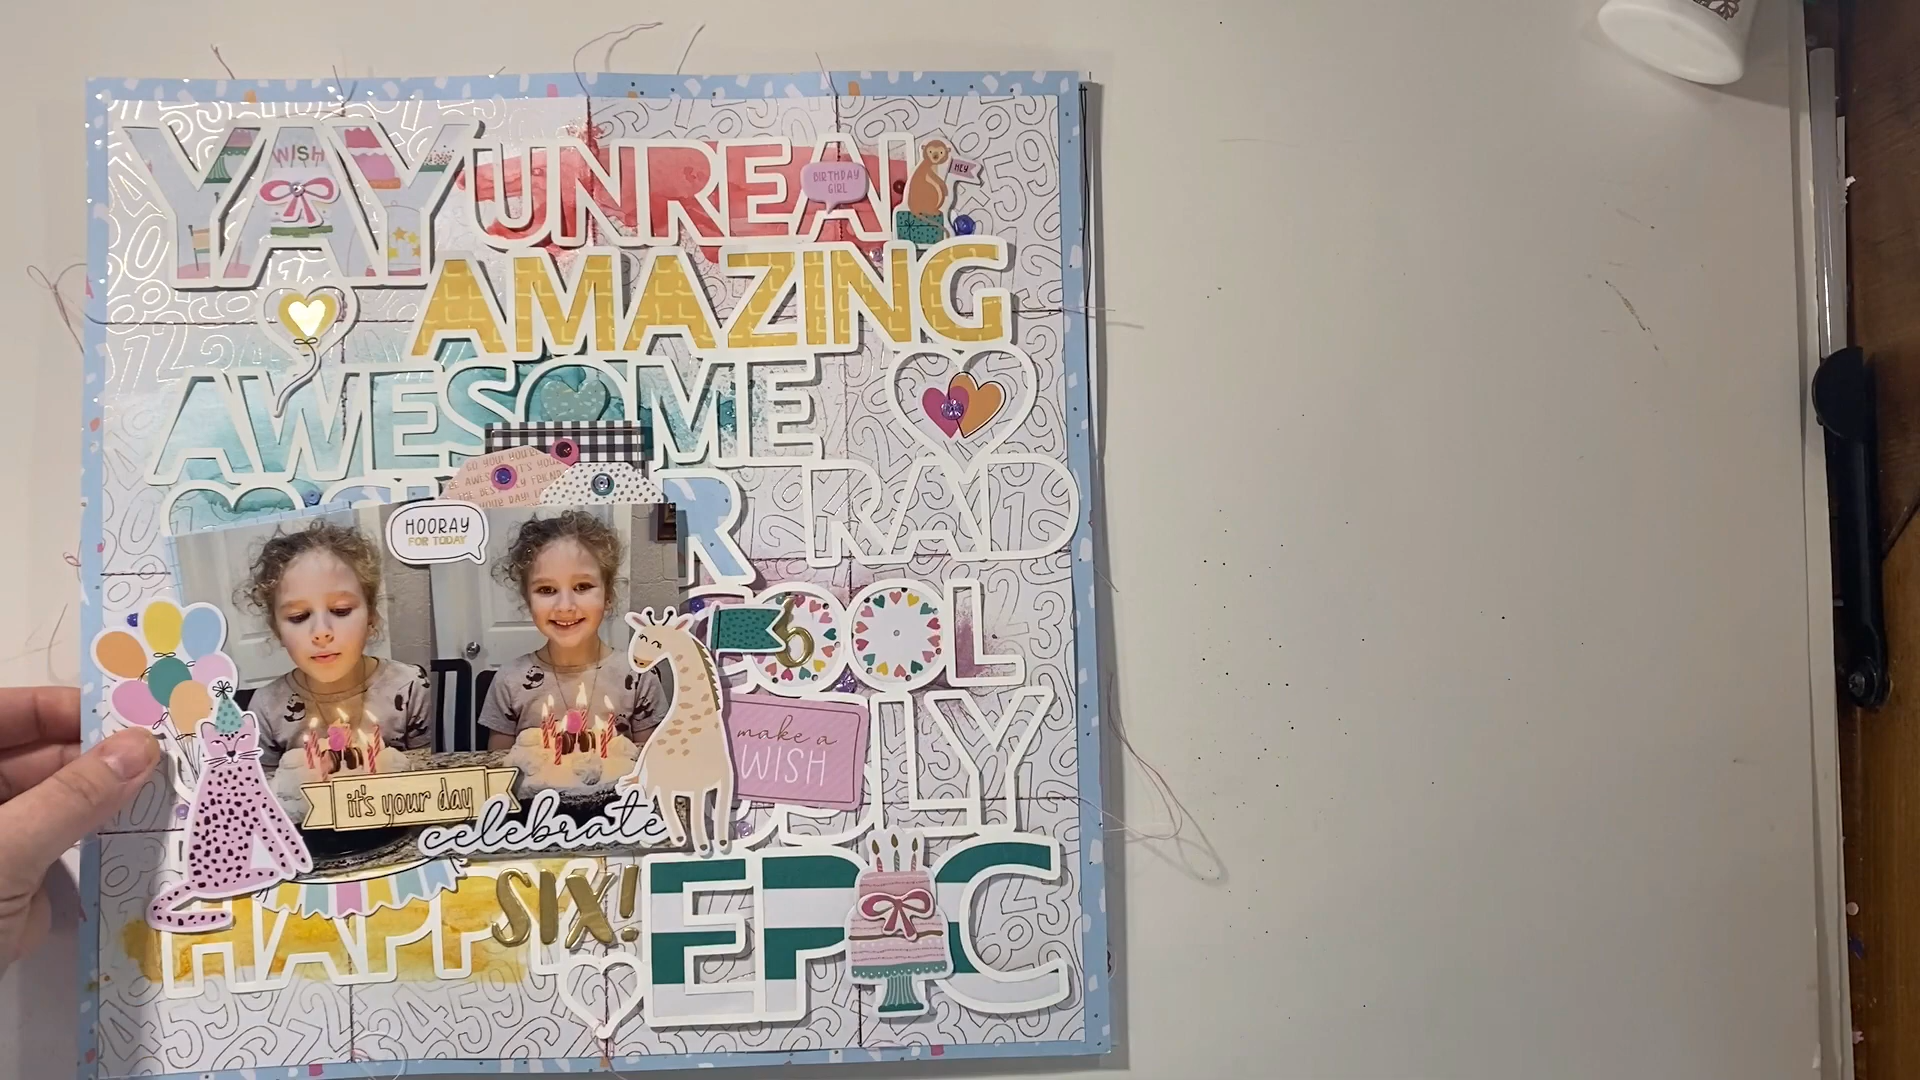 YAY
WISH
UNREAL
BIRTHDAY
GIRL
HEY
AMAZING
AWESOME
RAD
HOORAY
FOR TODAY
COOL
6
make a
WISH
it's your day
celebrate
HAPPY
SIX!
EPIC